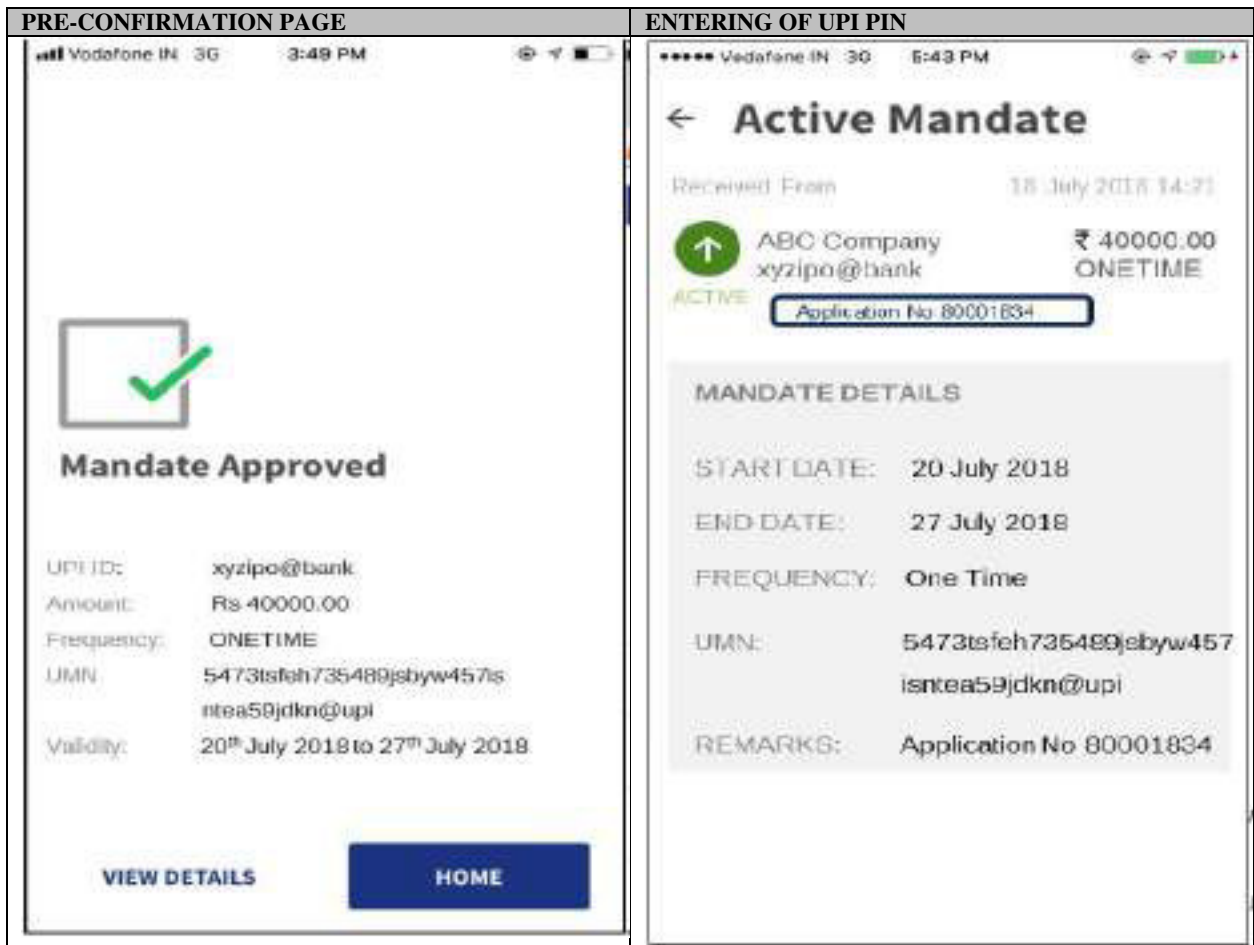 PRE-CONFIRMATION PAGE
Vodafone IN 3G 3:49 PM
Mandate Approved
UPI ID: xyzipo@bank
Amount: Rs 40000.00
Frequency: ONETIME
UMN 5473tsfeh735489jsbyw457is
ntea59jdkn@upi
Validity: 20th July 2018 to 27th July 2018
VIEW DETAILS HOME
ENTERING OF UPI PIN
Vodafone IN 3G 5:43 PM
← Active Mandate
Received From 18 July 2018 14:21
ABC Company ₹ 40000.00
xyzipo@bank ONETIME
ACTIVE
Application No 80001834
MANDATE DETAILS
START DATE: 20 July 2018
END DATE: 27 July 2018
FREQUENCY: One Time
UMN: 5473tsfeh735489jsbyw457
isntea59jdkn@upi
REMARKS: Application No 80001834